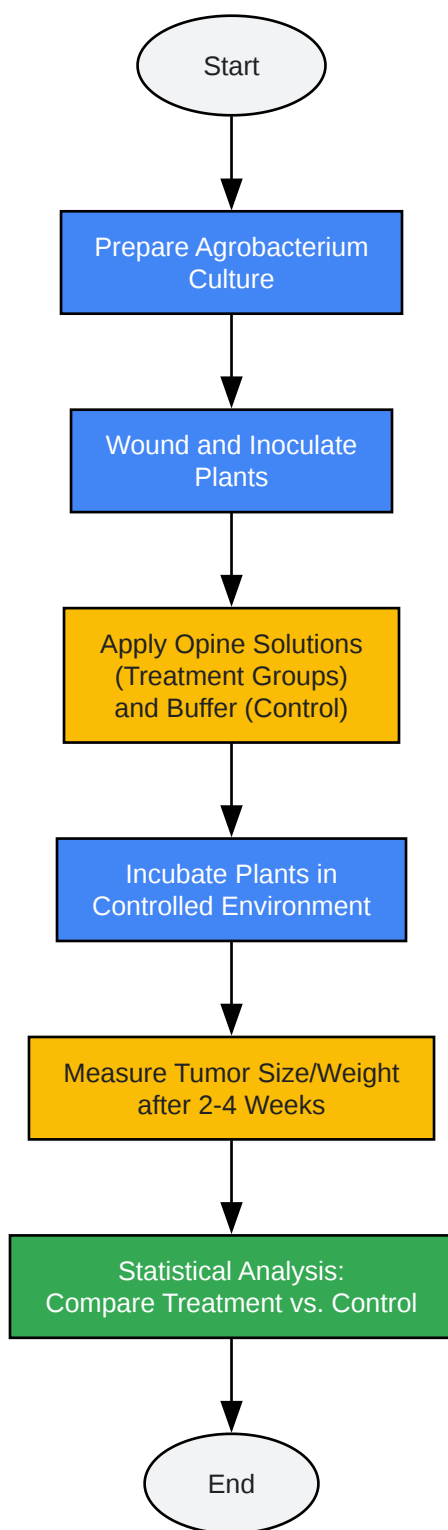 Start
Prepare Agrobacterium
Culture
Wound and Inoculate
Plants
Apply Opine Solutions
(Treatment Groups)
and Buffer (Control)
Incubate Plants in
Controlled Environment
Measure Tumor Size/Weight
after 2-4 Weeks
Statistical Analysis:
Compare Treatment vs. Control
End